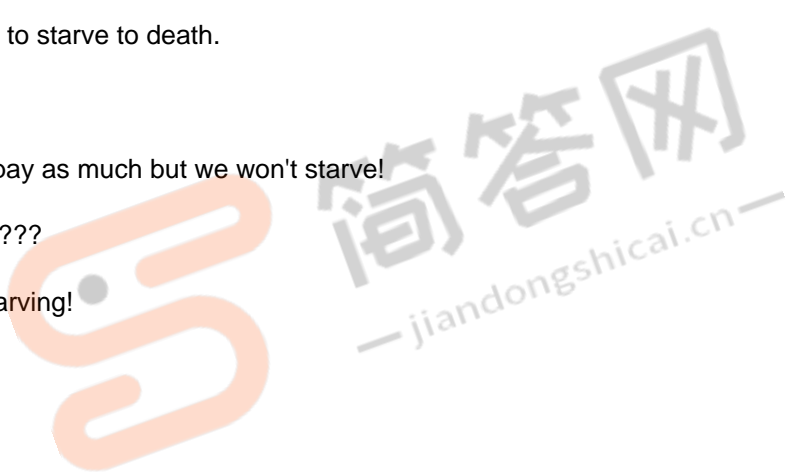 to starve to death.
pay as much but we won't starve!
???
arving!
简答网
jiandongshicai.cn